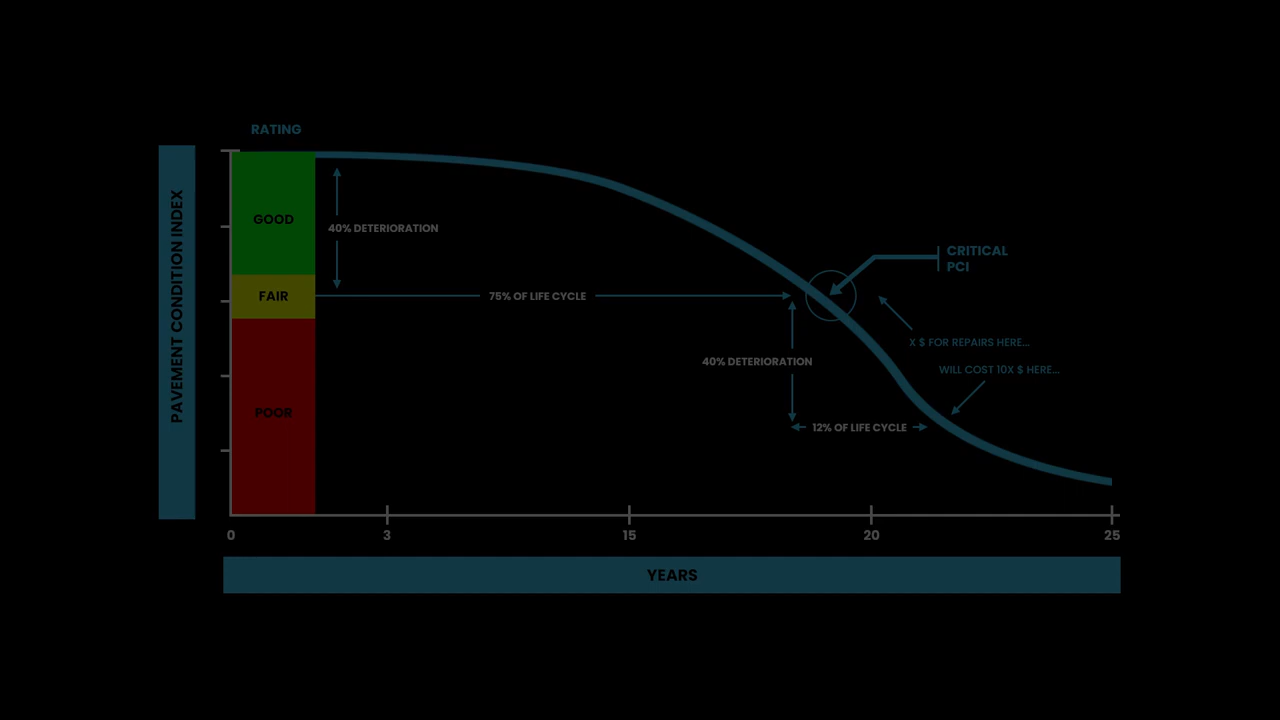 RATING
PAVEMENT CONDITION INDEX
GOOD
40% DETERIORATION
CRITICAL
PCI
FAIR
75% OF LIFE CYCLE
X $ FOR REPAIRS HERE...
40% DETERIORATION
WILL COST 10X $ HERE...
POOR
12% OF LIFE CYCLE
0
3
15
20
25
YEARS